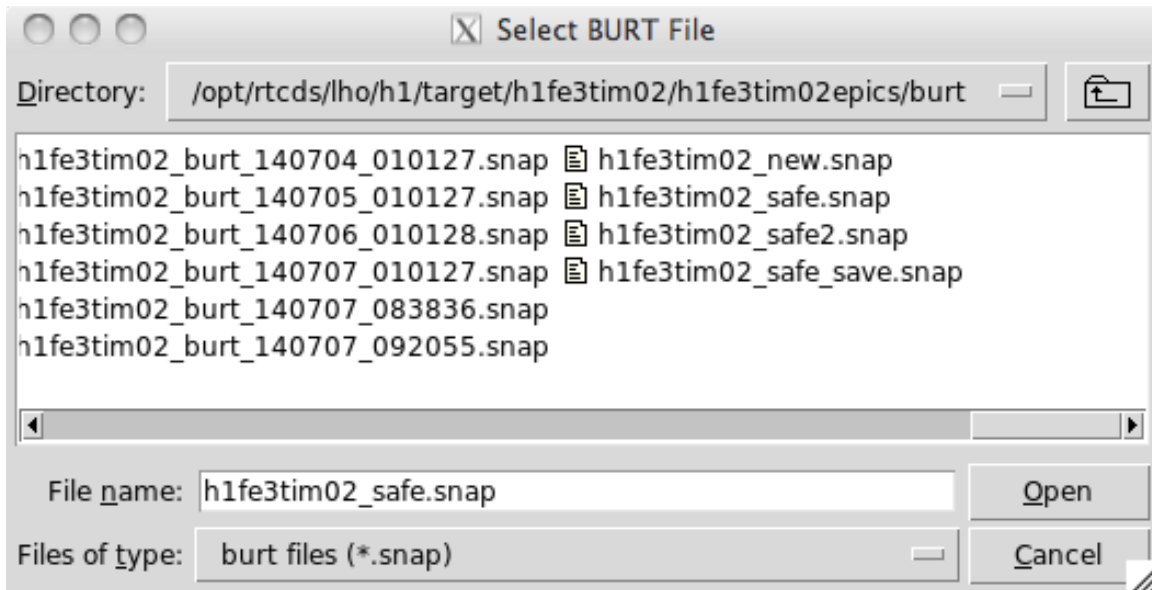 Select BURT File
Directory: /opt/rtcds/lho/h1/target/h1fe3tim02/h1fe3tim02epics/burt
h1fe3tim02_burt_140704_010127.snap h1fe3tim02_new.snap
h1fe3tim02_burt_140705_010127.snap h1fe3tim02_safe.snap
h1fe3tim02_burt_140706_010128.snap h1fe3tim02_safe2.snap
h1fe3tim02_burt_140707_010127.snap h1fe3tim02_safe_save.snap
h1fe3tim02_burt_140707_083836.snap
h1fe3tim02_burt_140707_092055.snap
File name: h1fe3tim02_safe.snap Open
Files of type: burt files (*.snap) Cancel